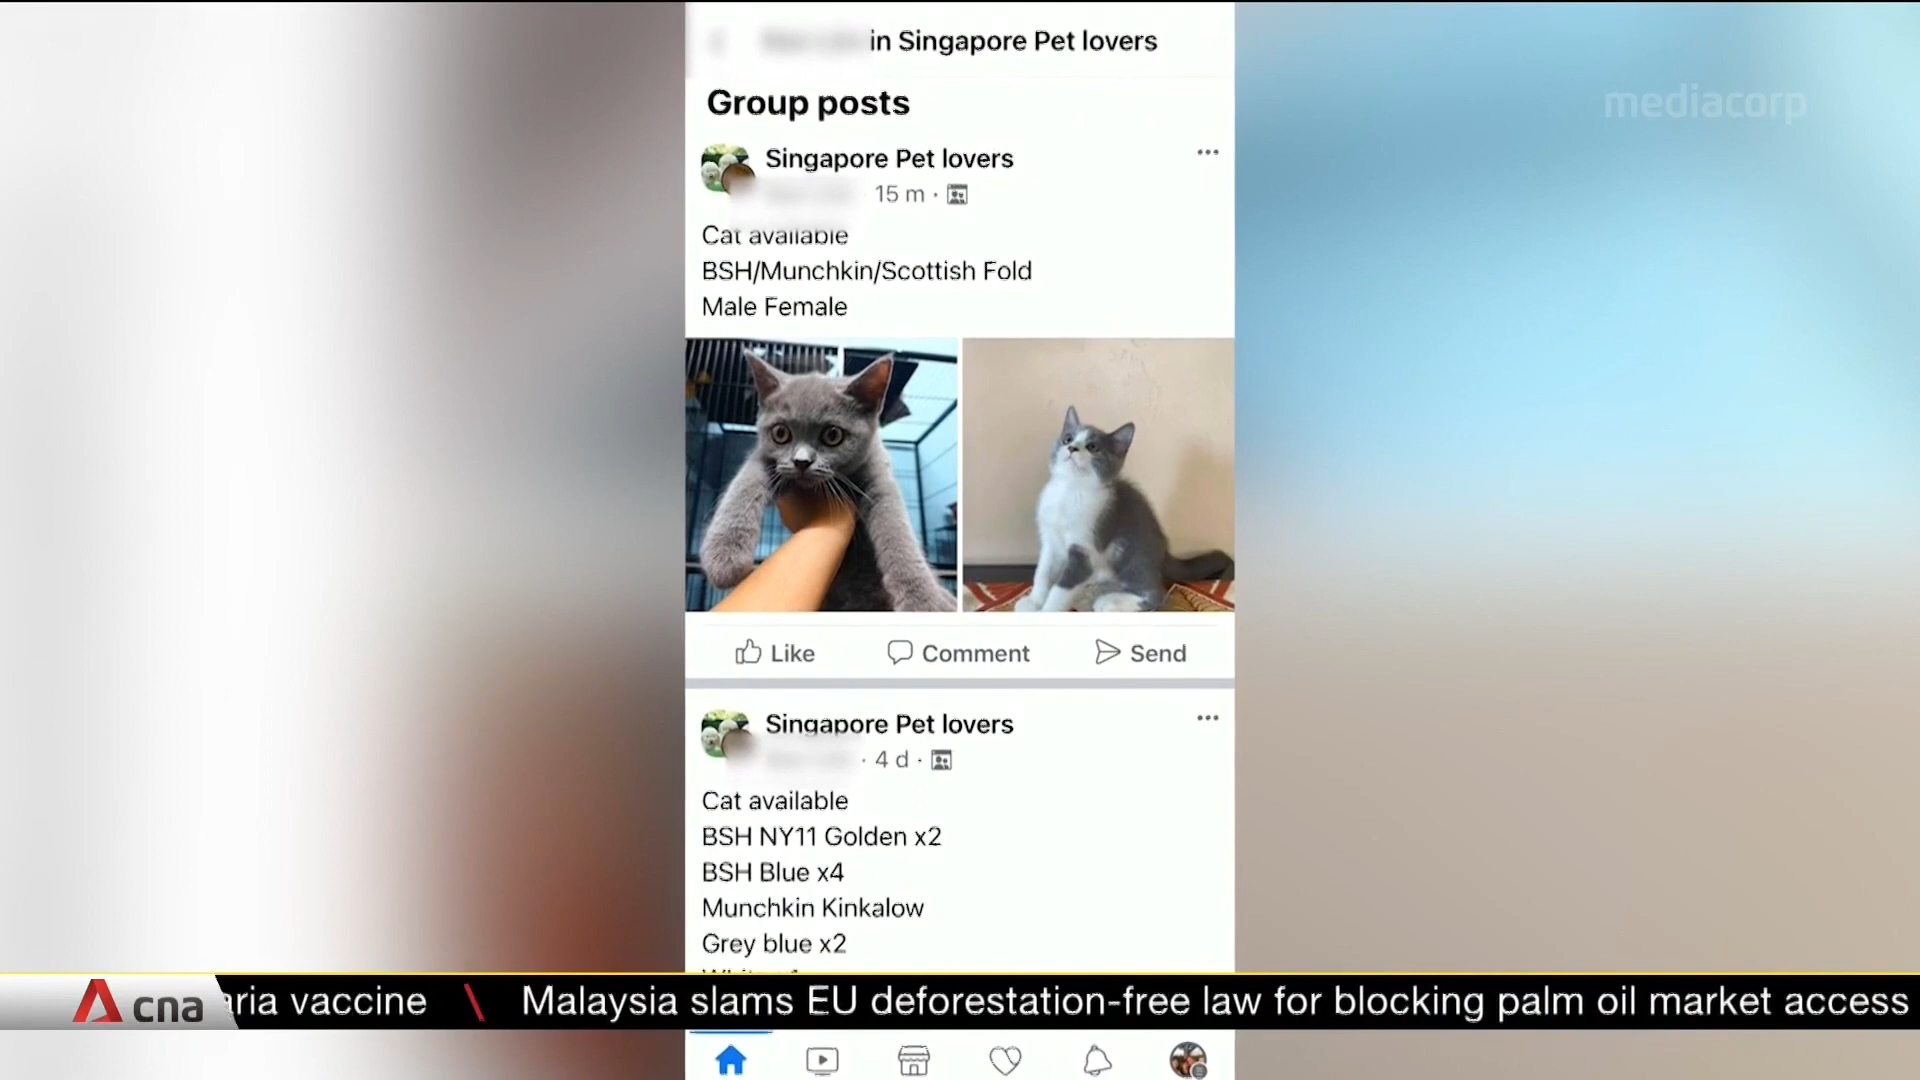 in Singapore Pet lovers
mediacorp
Group posts
Singapore Pet lovers
15 m ·
Cat available
BSH/Munchkin/Scottish Fold
Male Female
Like
Comment
Send
Singapore Pet lovers
· 4 d ·
Cat available
BSH NY11 Golden x2
BSH Blue x4
Munchkin Kinkalow
Grey blue x2
cna
aria vaccine \ Malaysia slams EU deforestation-free law for blocking palm oil market access